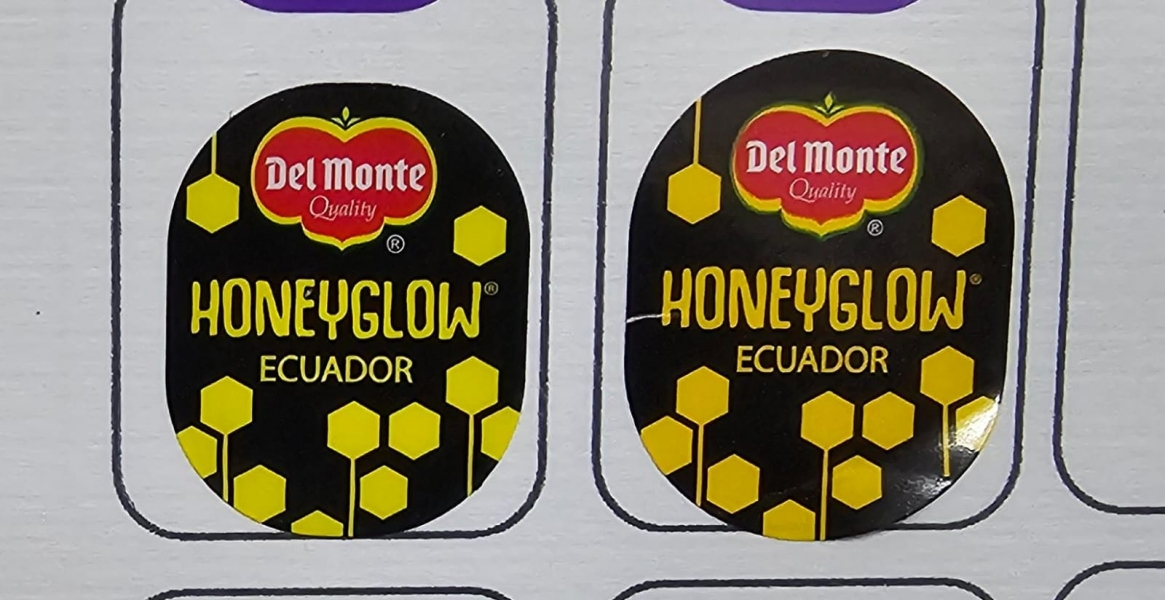 Del Monte
Quality
®
HONEYGLOW®
ECUADOR
Del Monte
Quality
®
HONEYGLOW®
ECUADOR